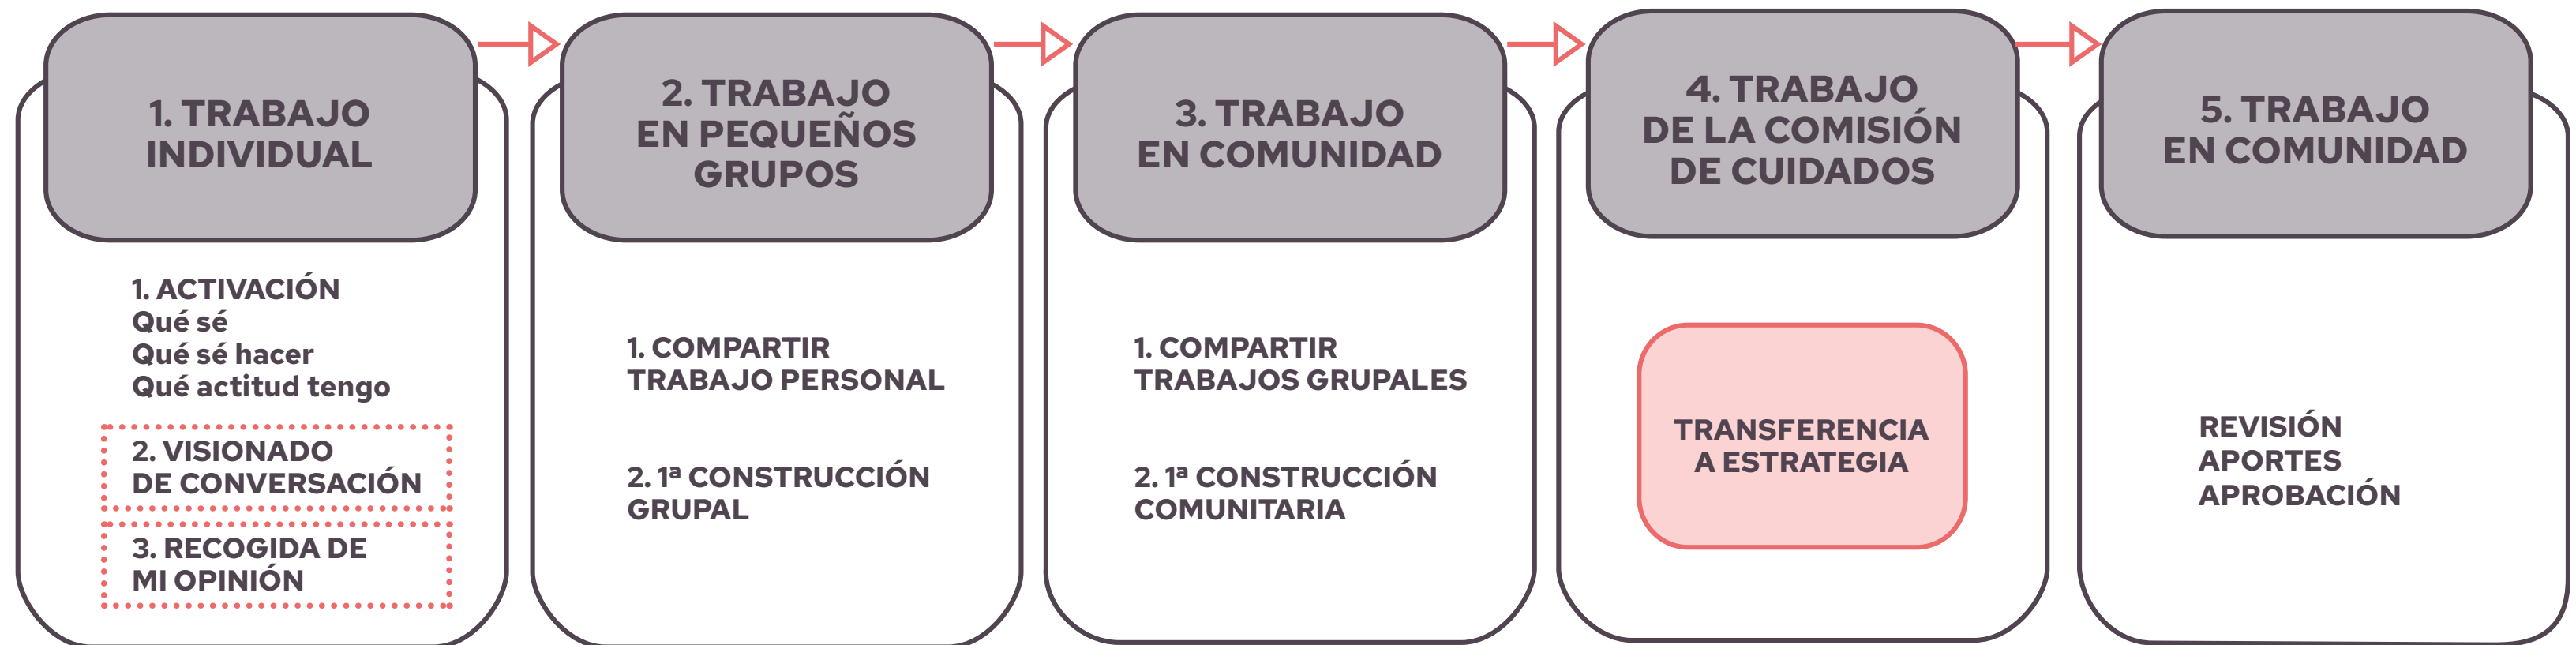 1. TRABAJO
INDIVIDUAL
1. ACTIVACIÓN
Qué sé
Qué sé hacer
Qué actitud tengo
2. VISIONADO
DE CONVERSACIÓN
3. RECOGIDA DE
MI OPINIÓN
2. TRABAJO
EN PEQUEÑOS
GRUPOS
1. COMPARTIR
TRABAJO PERSONAL
2. 1ª CONSTRUCCIÓN
GRUPAL
3. TRABAJO
EN COMUNIDAD
1. COMPARTIR
TRABAJOS GRUPALES
2. 1ª CONSTRUCCIÓN
COMUNITARIA
4. TRABAJO
DE LA COMISIÓN
DE CUIDADOS
TRANSFERENCIA
A ESTRATEGIA
5. TRABAJO
EN COMUNIDAD
REVISIÓN
APORTES
APROBACIÓN